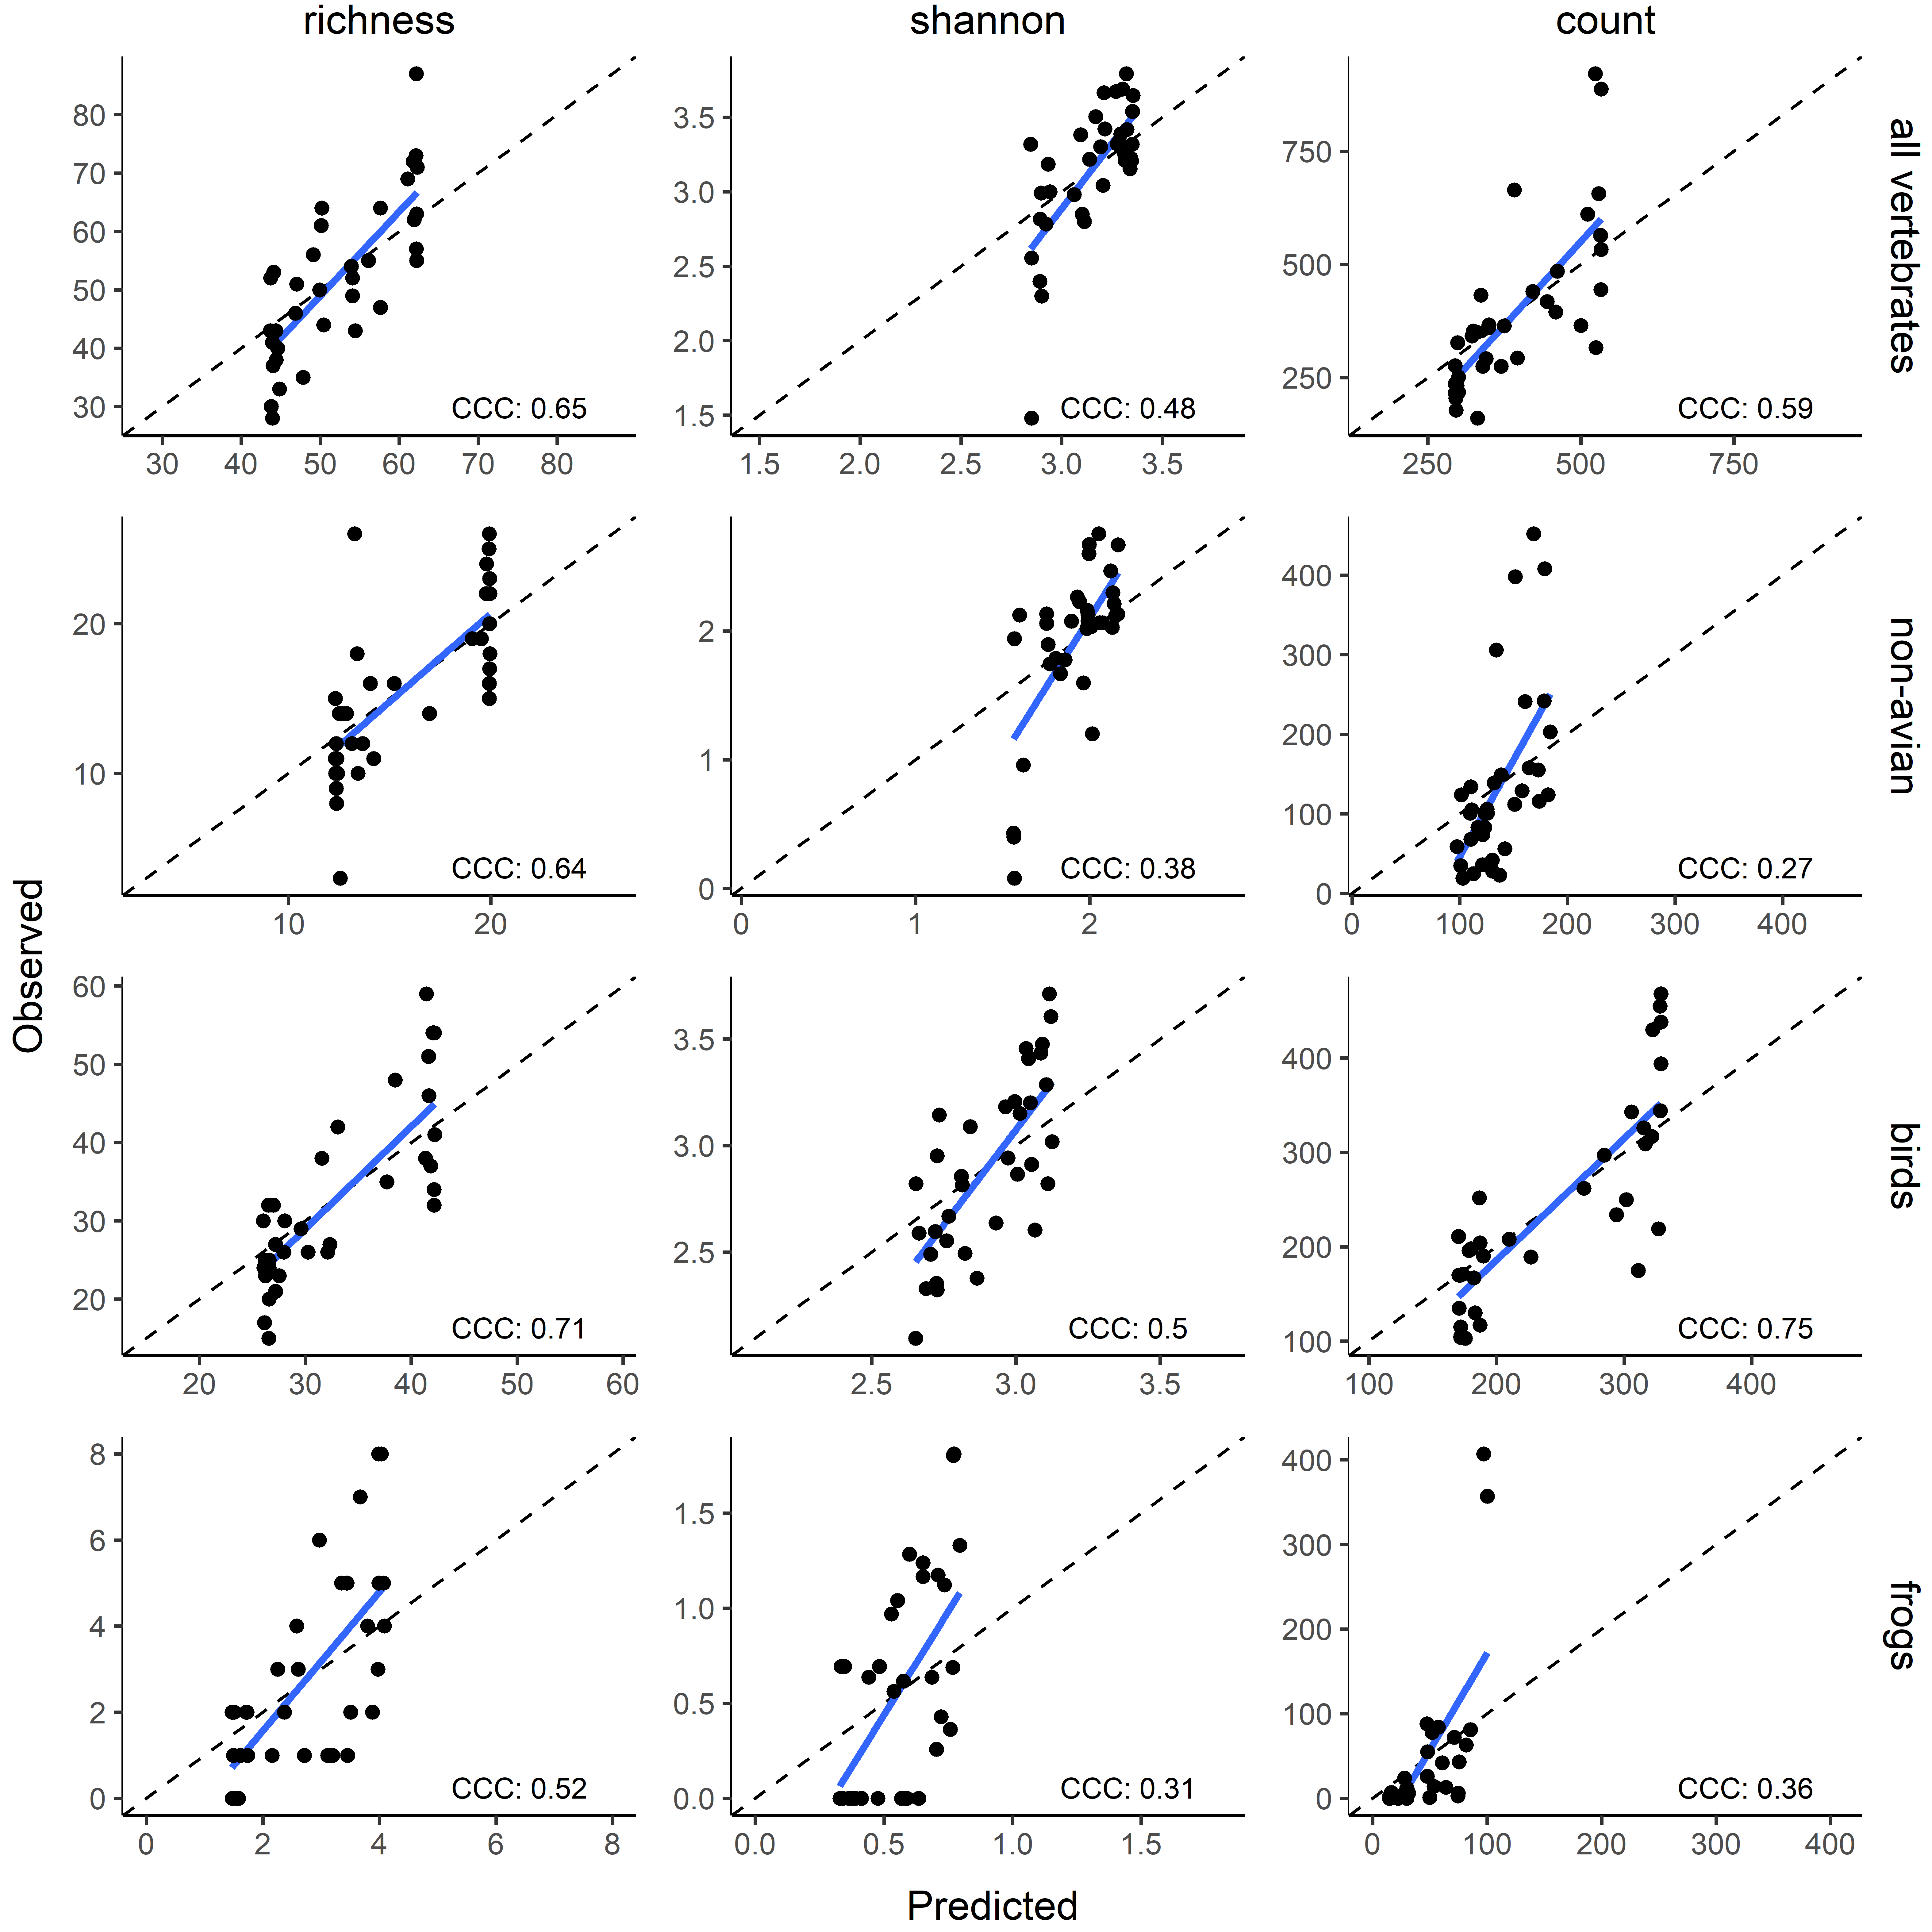 richness shannon count
80
70
60
50
40
30
CCC: 0.65
30 40 50 60 70 80
3.5
3.0
2.5
2.0
1.5
CCC: 0.48
1.5 2.0 2.5 3.0 3.5
750
500
250
CCC: 0.59
250 500 750
all vertebrates
20
10
CCC: 0.64
10 20
2
1
0
CCC: 0.38
0 1 2
400
300
200
100
0
CCC: 0.27
0 100 200 300 400
non-avian
Observed
60
50
40
30
20
CCC: 0.71
20 30 40 50 60
3.5
3.0
2.5
CCC: 0.5
2.5 3.0 3.5
400
300
200
100
CCC: 0.75
100 200 300 400
birds
8
6
4
2
0
CCC: 0.52
0 2 4 6 8
1.5
1.0
0.5
0.0
CCC: 0.31
0.0 0.5 1.0 1.5
400
300
200
100
0
CCC: 0.36
0 100 200 300 400
frogs
Predicted